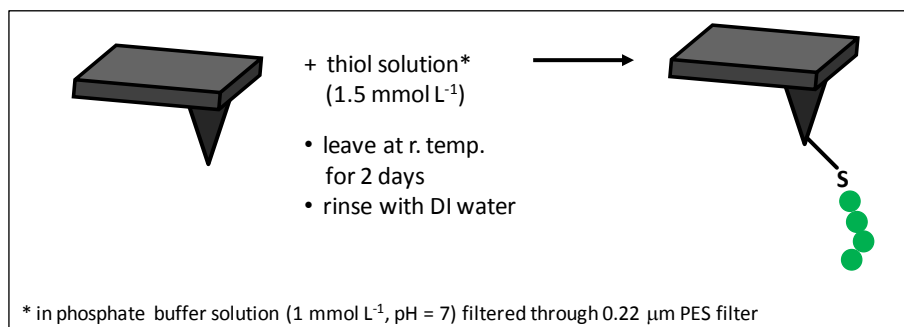 + thiol solution*
(1.5 mmol L⁻¹)
• leave at r. temp.
for 2 days
• rinse with DI water
S
* in phosphate buffer solution (1 mmol L⁻¹, pH = 7) filtered through 0.22 µm PES filter